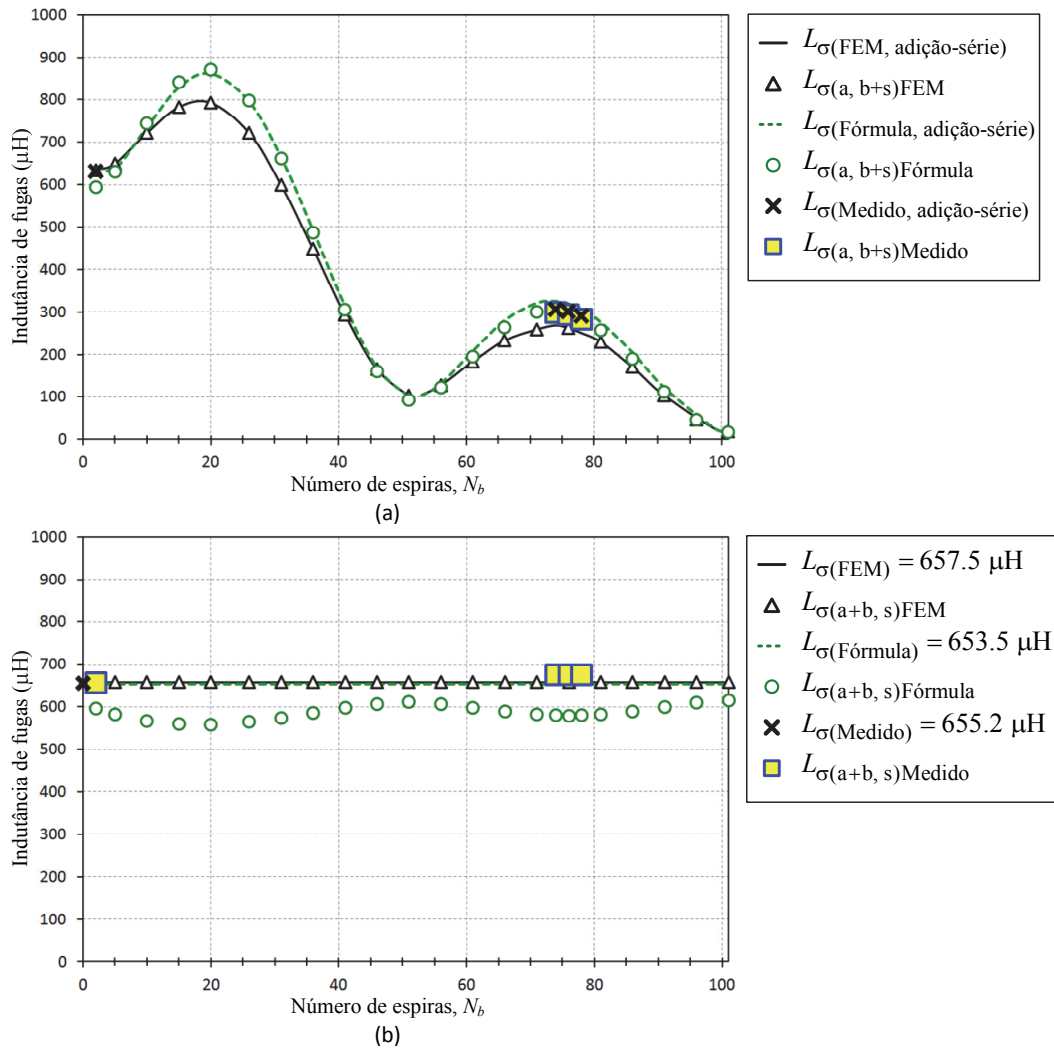 1000
900
800
700
600
500
400
300
200
100
0
Indutância de fugas (μH)
0 20 40 60 80 100
Número de espiras, N_b
(a)
L_σ(FEM, adição-série)
L_σ(a, b+s)FEM
L_σ(Fórmula, adição-série)
L_σ(a, b+s)Fórmula
L_σ(Medido, adição-série)
L_σ(a, b+s)Medido
1000
900
800
700
600
500
400
300
200
100
0
Indutância de fugas (μH)
0 20 40 60 80 100
Número de espiras, N_b
(b)
L_σ(FEM) = 657.5 μH
L_σ(a+b, s)FEM
L_σ(Fórmula) = 653.5 μH
L_σ(a+b, s)Fórmula
L_σ(Medido) = 655.2 μH
L_σ(a+b, s)Medido